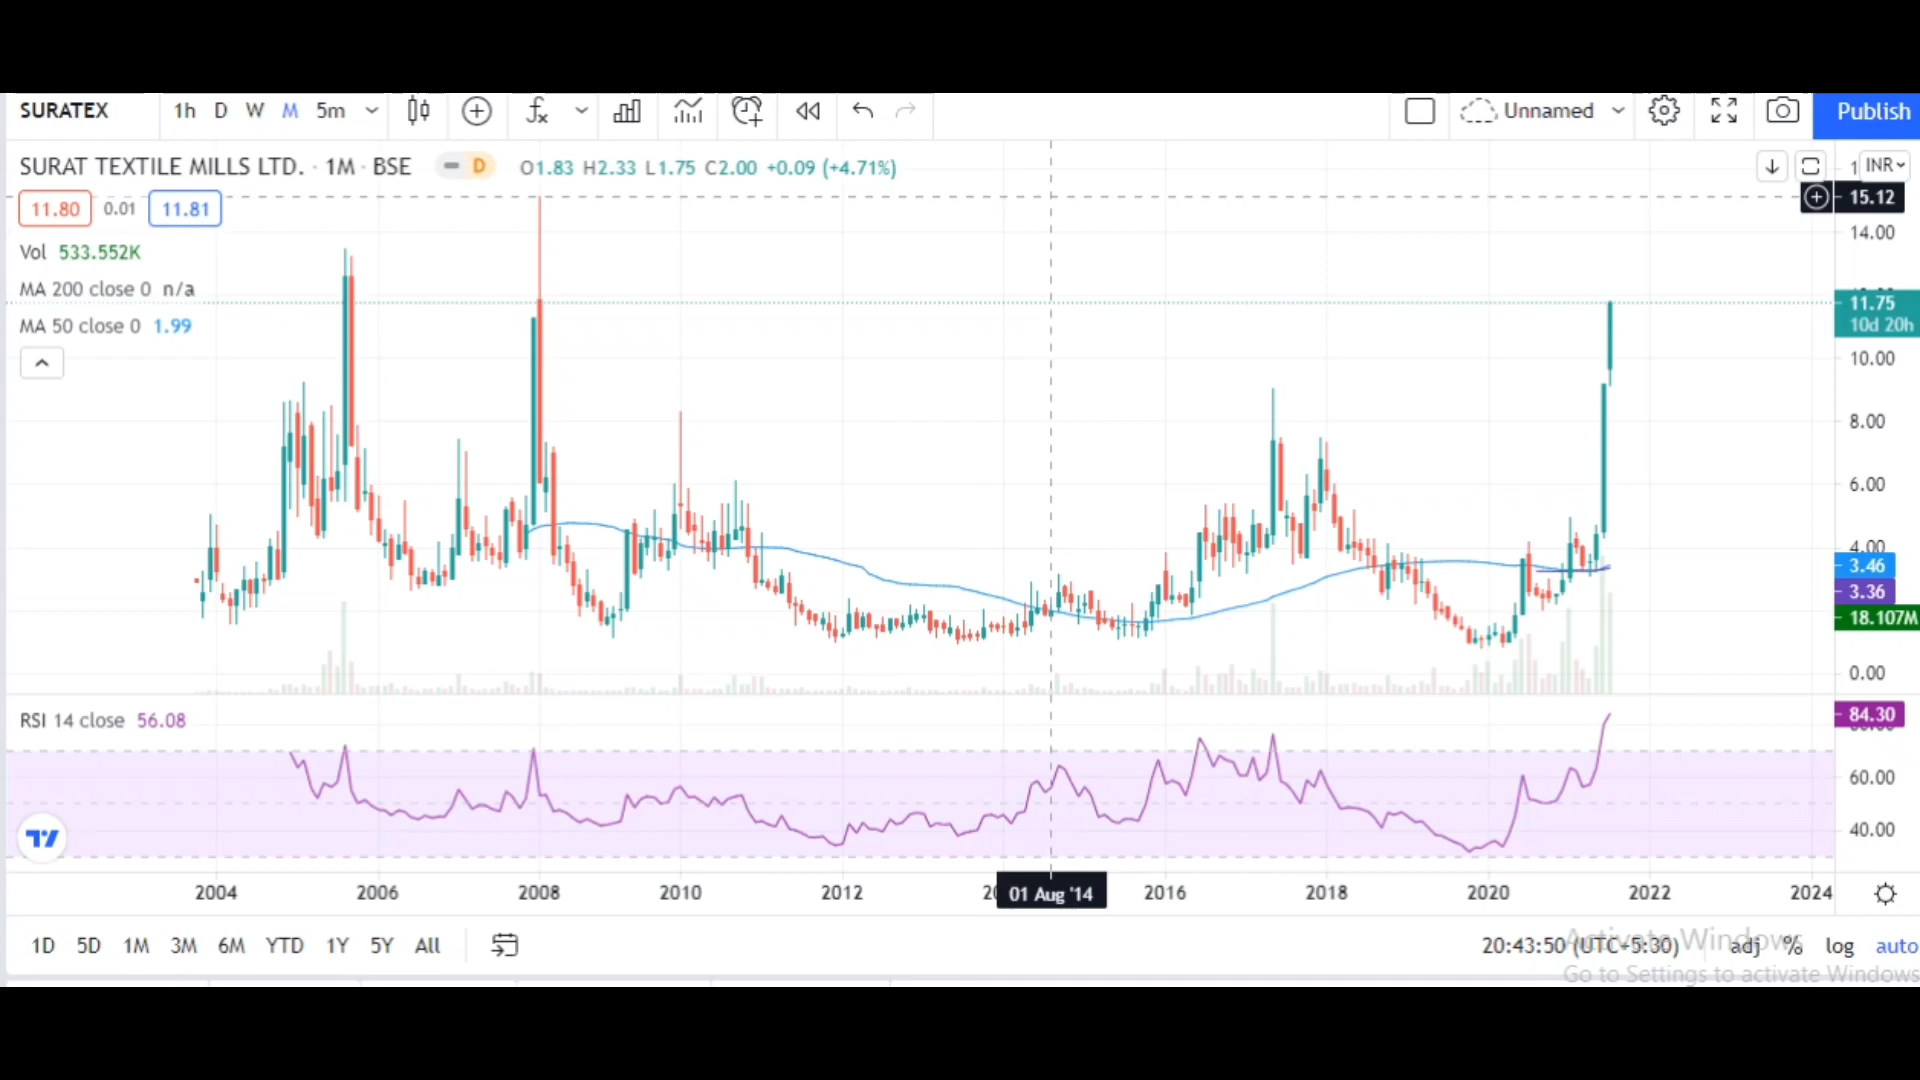 SURATEX 1h D W M 5m Unnamed Publish
SURAT TEXTILE MILLS LTD. · 1M · BSE D O1.83 H2.33 L1.75 C2.00 +0.09 (+4.71%) INR
11.80 0.01 11.81 15.12
14.00
Vol 533.552K
MA 200 close 0 n/a
11.75
MA 50 close 0 1.99 10d 20h
10.00
8.00
6.00
4.00
3.46
3.36
18.107M
0.00
RSI 14 close 56.08 84.30
60.00
40.00
2004 2006 2008 2010 2012 01 Aug '14 2016 2018 2020 2022 2024
1D 5D 1M 3M 6M YTD 1Y 5Y All 20:43:50 (UTC+5:30) adj % log auto
Activate Windows
Go to Settings to activate Windows